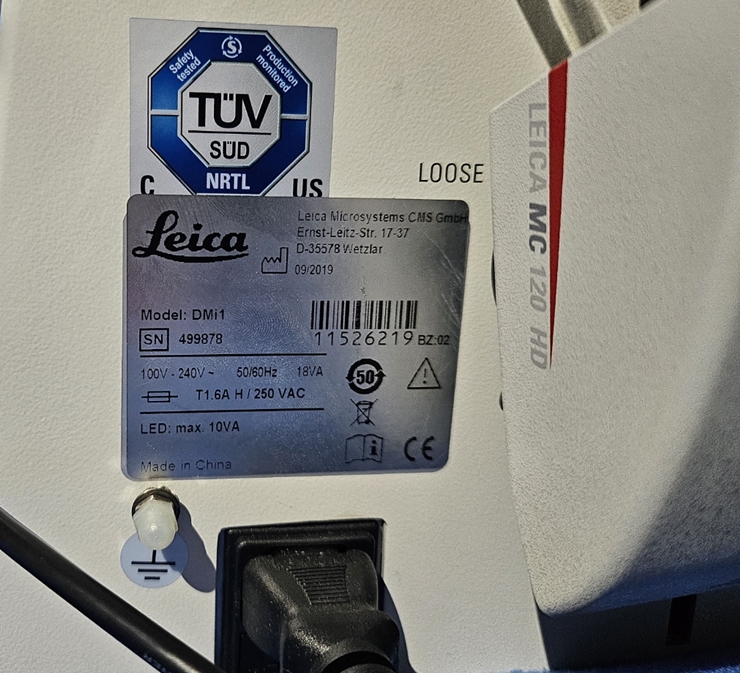 Safety tested
Production monitored
S
TÜV
SÜD
NRTL
C US
LOOSE
LEICA MC 120 HD
Leica
Leica Microsystems CMS GmbH
Ernst-Leitz-Str. 17-37
D-35578 Wetzlar
09/2019
Model: DMi1
SN 499878
11526219 BZ:02
100V - 240V ~ 50/60Hz 18VA
T1.6A H / 250 VAC
50
LED: max. 10VA
i
CE
Made in China